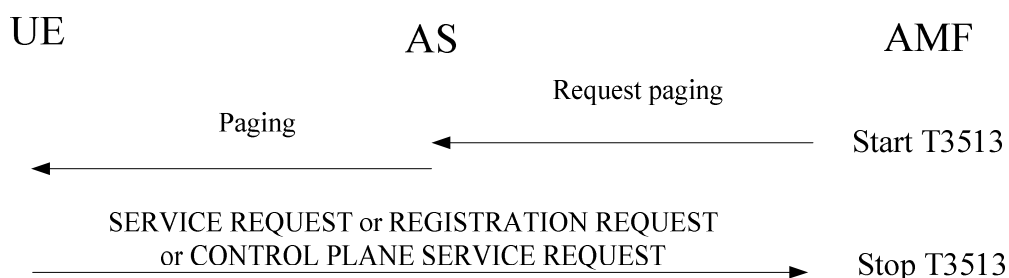 UE
AS
AMF
Request paging
Paging
Start T3513
SERVICE REQUEST or REGISTRATION REQUEST
or CONTROL PLANE SERVICE REQUEST
Stop T3513